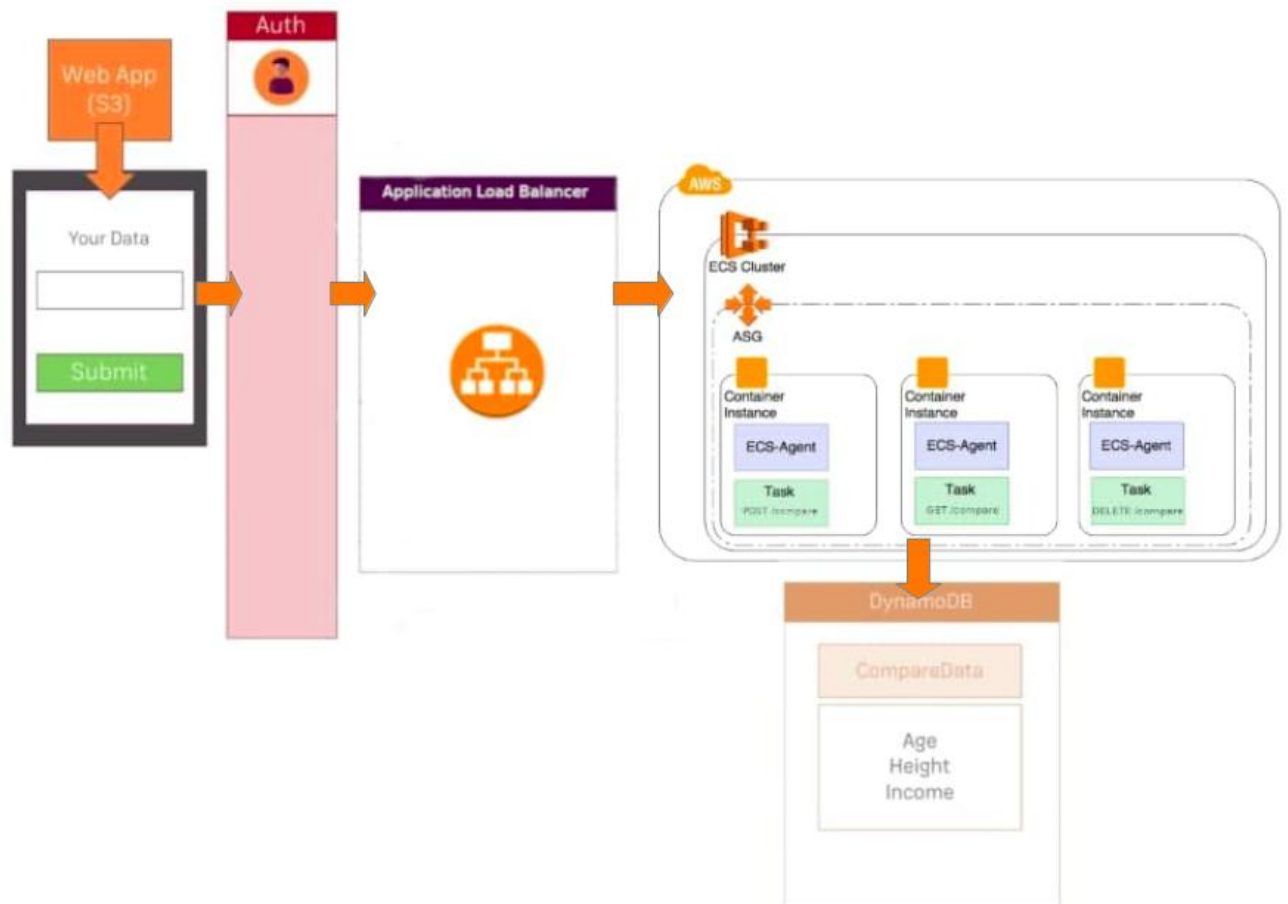 Auth
Web App
(S3)
Your Data
Submit
Application Load Balancer
AWS
ECS Cluster
ASG
Container
Instance
ECS-Agent
Task
POST /compare
Container
Instance
ECS-Agent
Task
GET /compare
Container
Instance
ECS-Agent
Task
DELETE /compare
DynamoDB
CompareData
Age
Height
Income